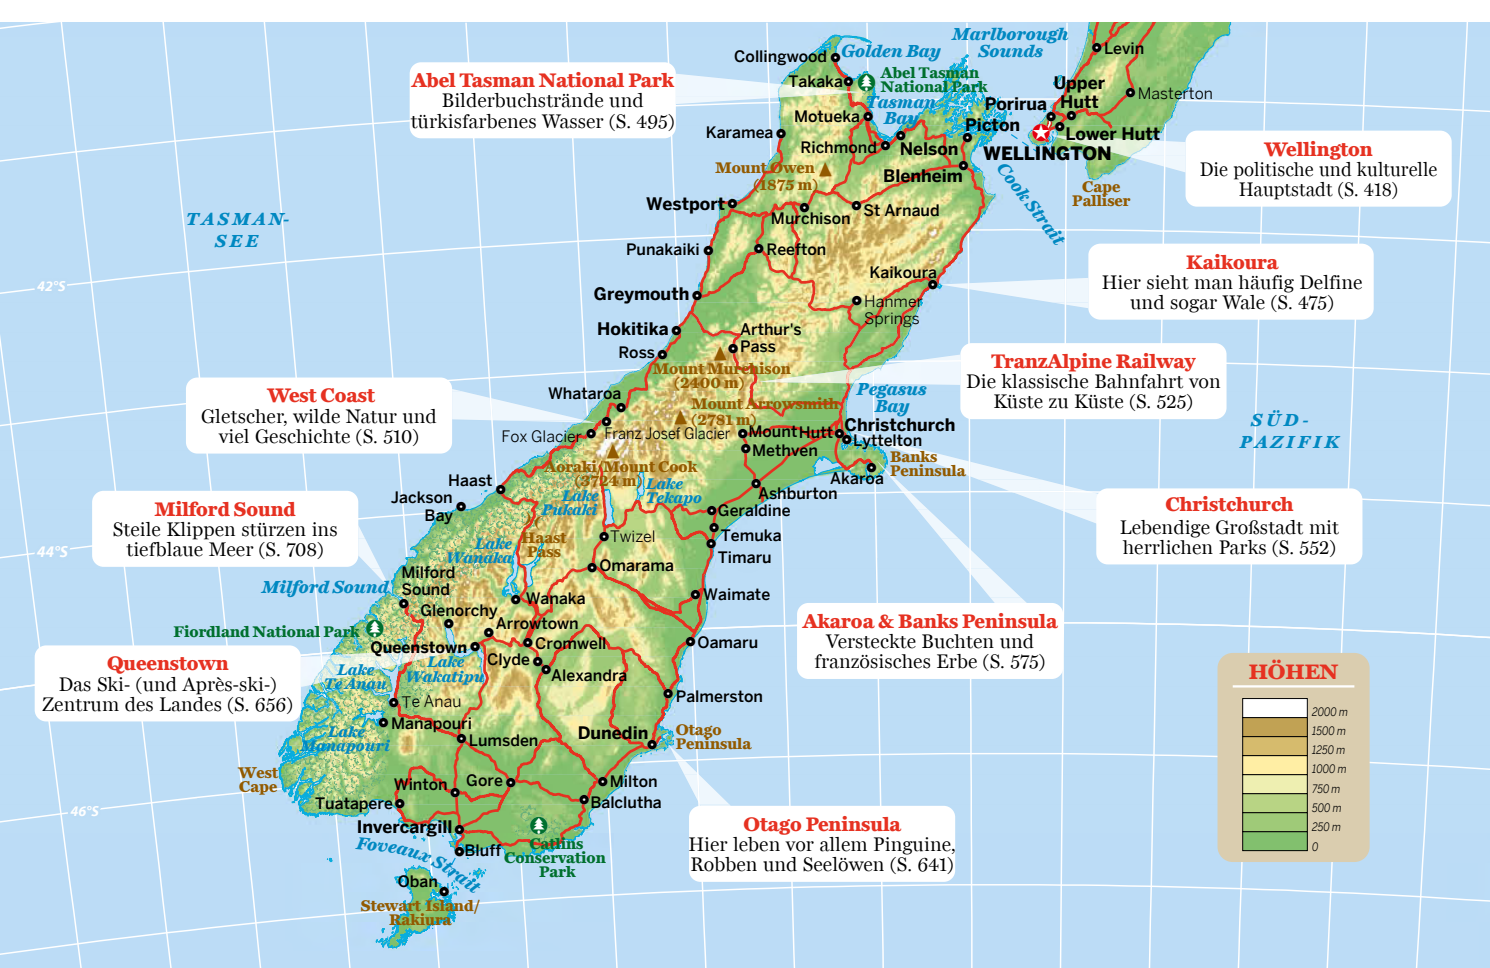 Collingwood
Golden Bay
Marlborough
Sounds
Levin
Abel Tasman National Park
Bilderbuchstrände und
türkisfarbenes Wasser (S. 495)
Takaka
Abel Tasman
National Park
Upper
Hutt
Masterton
Tasman
Bay
Porirua
Motueka
Picton
Karamea
Richmond
Nelson
Lower Hutt
WELLINGTON
Wellington
Die politische und kulturelle
Hauptstadt (S. 418)
Mount Owen
(1875 m)
Blenheim
Cook Strait
Cape
Palliser
Westport
Murchison
St Arnaud
TASMAN-
SEE
Punakaiki
Reefton
Kaikoura
Kaikoura
Hier sieht man häufig Delfine
und sogar Wale (S. 475)
42°S
Greymouth
Hanmer
Springs
Hokitika
Arthur's
Pass
Ross
Mount Murchison
(2400 m)
TranzAlpine Railway
Die klassische Bahnfahrt von
Küste zu Küste (S. 525)
West Coast
Gletscher, wilde Natur und
viel Geschichte (S. 510)
Whataroa
Pegasus
Bay
Mount Arrowsmith
(2781 m)
SÜD-
PAZIFIK
Fox Glacier
Franz Josef Glacier
Mount Hutt
Christchurch
Lyttelton
Methven
Banks
Peninsula
Aoraki/Mount Cook
(3724 m)
Akaroa
Haast
Lake
Pukaki
Lake
Tekapo
Ashburton
Jackson
Bay
Geraldine
Christchurch
Lebendige Großstadt mit
herrlichen Parks (S. 552)
Milford Sound
Steile Klippen stürzen ins
tiefblaue Meer (S. 708)
44°S
Lake
Wanaka
Haast
Pass
Twizel
Temuka
Timaru
Omarama
Milford
Sound
Milford Sound
Wanaka
Waimate
Glenorchy
Akaroa & Banks Peninsula
Versteckte Buchten und
französisches Erbe (S. 575)
Fiordland National Park
Arrowtown
Queenstown
Cromwell
Oamaru
Queenstown
Das Ski- (und Après-ski-)
Zentrum des Landes (S. 656)
Lake
Te Anau
Lake
Wakatipu
Clyde
Alexandra
Te Anau
Palmerston
HÖHEN
2000 m
1500 m
1250 m
1000 m
750 m
500 m
250 m
0
Manapouri
Lake
Manapouri
Lumsden
Dunedin
Otago
Peninsula
West
Cape
Winton
Gore
Milton
Tuatapere
Balclutha
46°S
Invercargill
Otago Peninsula
Hier leben vor allem Pinguine,
Robben und Seelöwen (S. 641)
Foveaux Strait
Bluff
Catlins
Conservation
Park
Oban
Stewart Island/
Rakiura